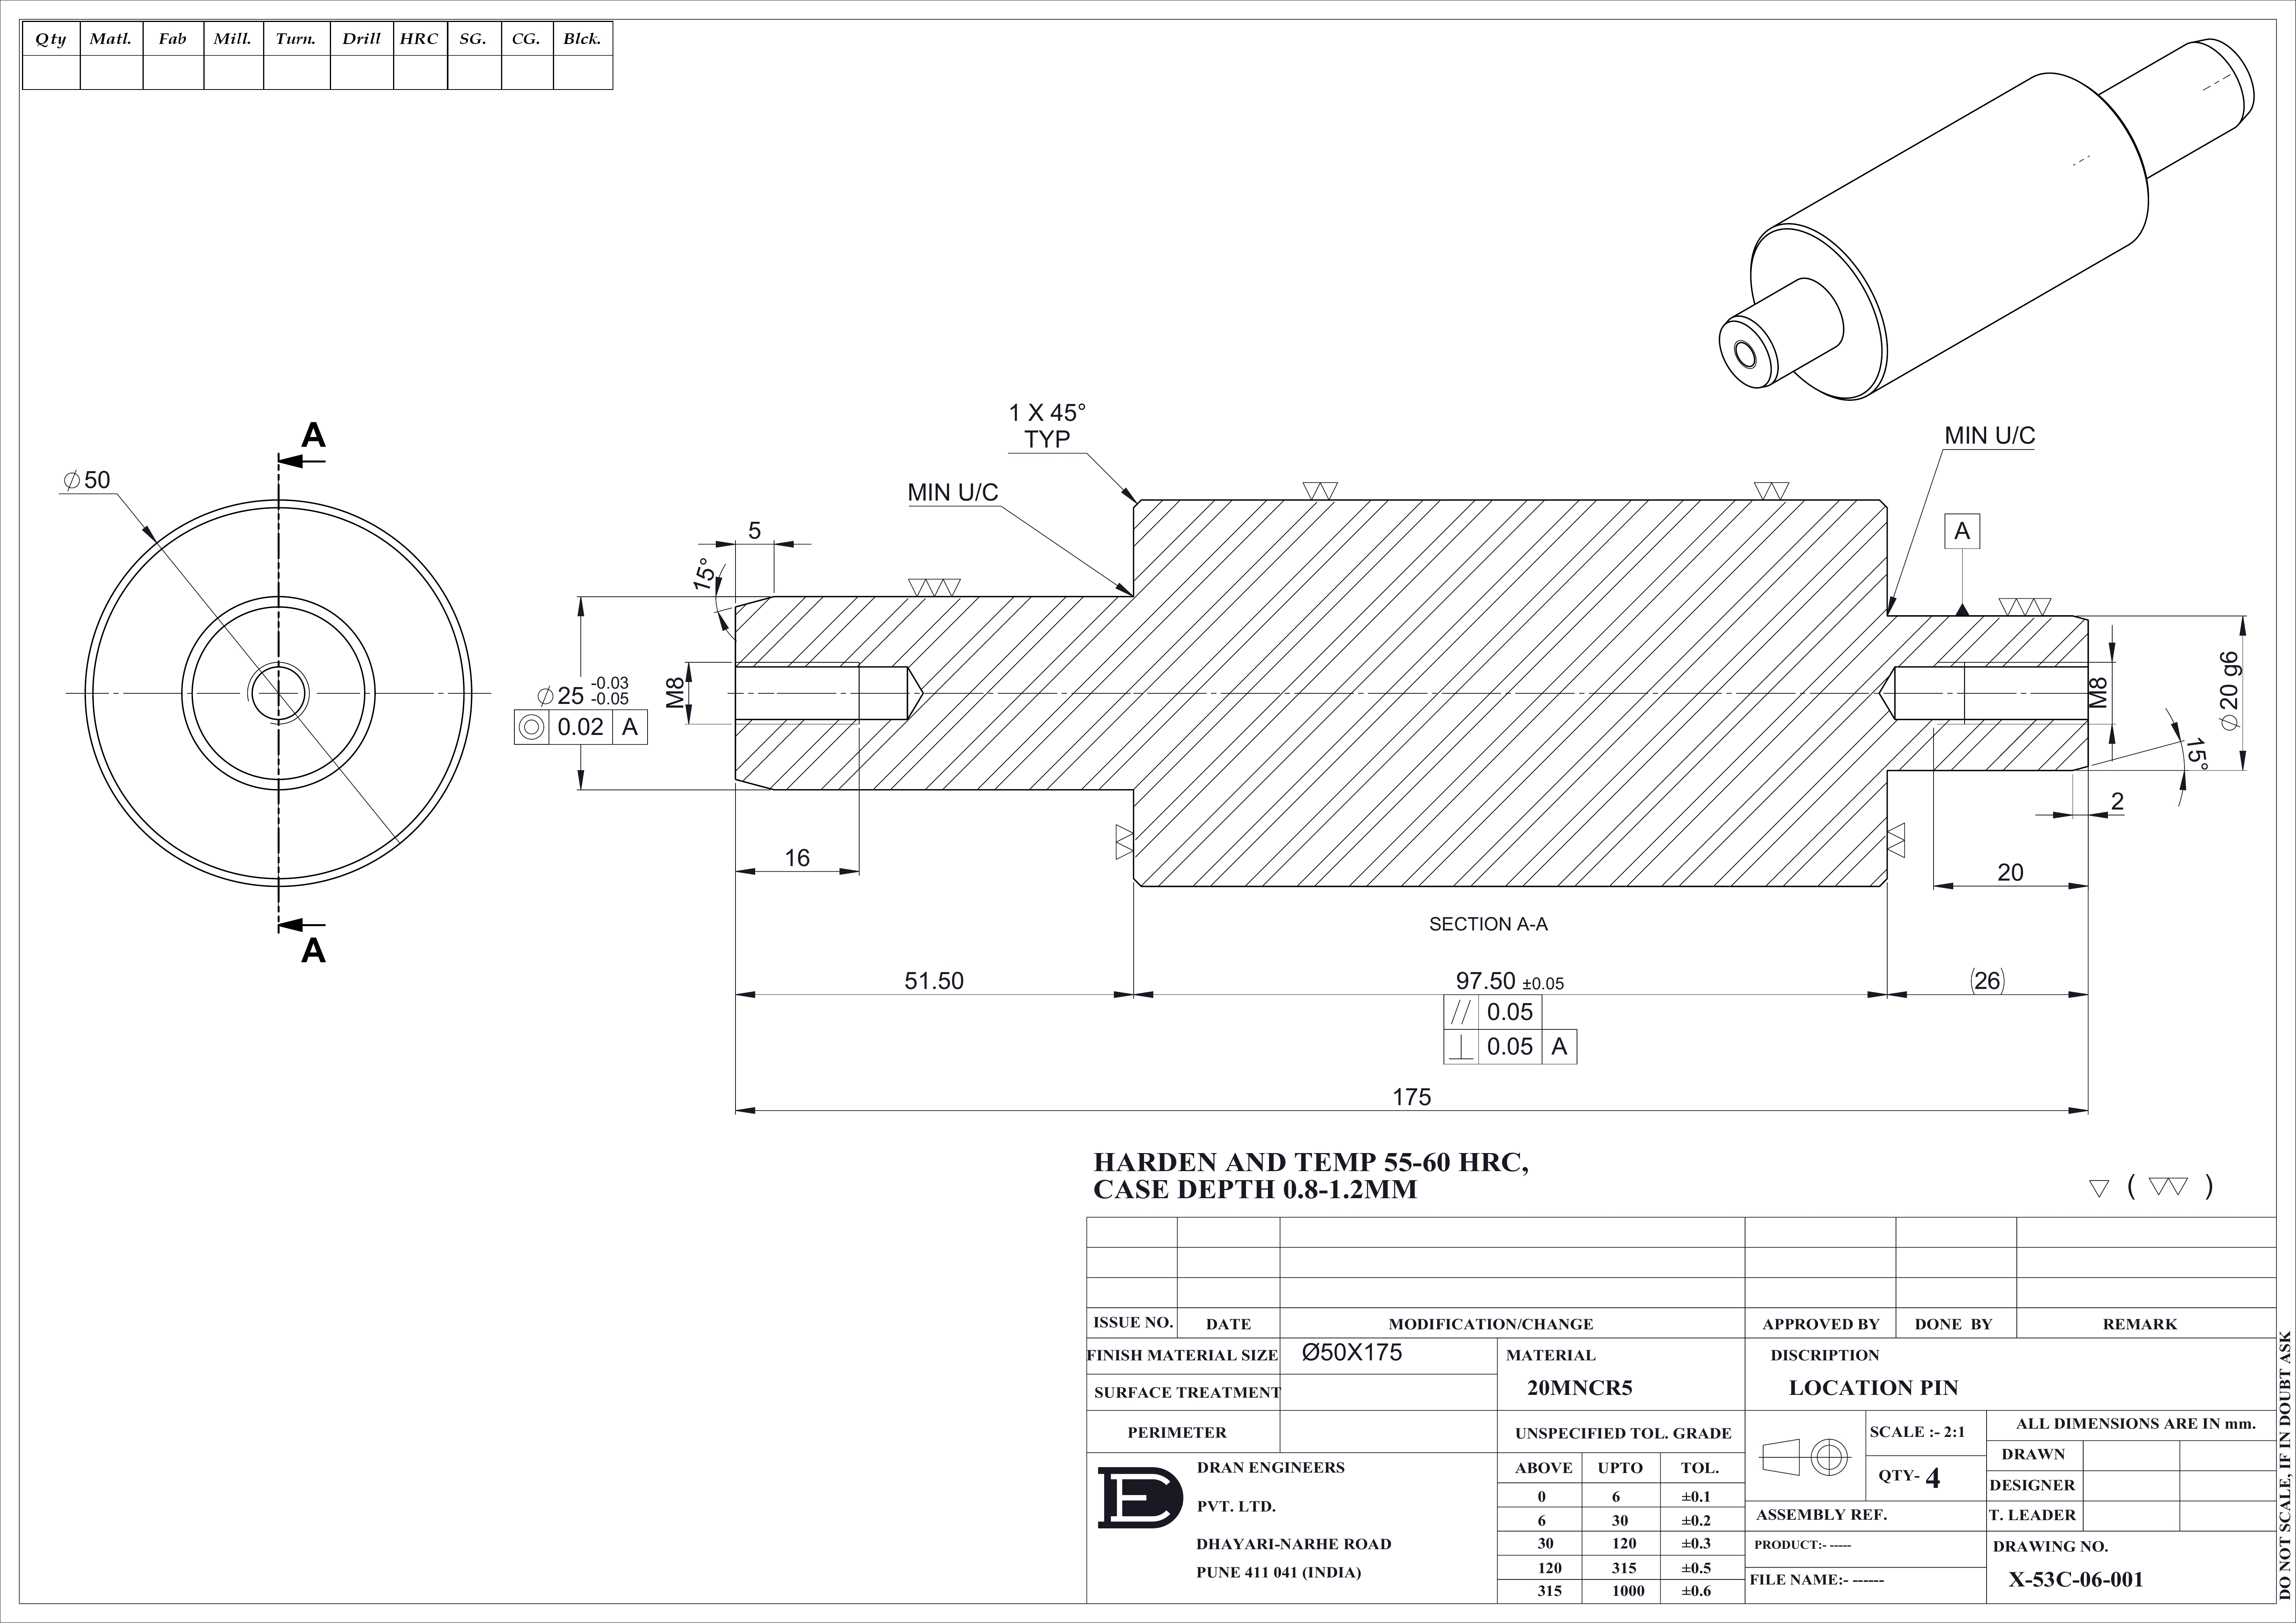 Qty Matl. Fab Mill. Turn. Drill HRC SG. CG. Blck.
A
Ø50
A
1 X 45°
TYP
MIN U/C
MIN U/C
5
15°
A
Ø25 -0.03
-0.05
0.02 A
M8
M8
Ø20 g6
15°
2
16
20
SECTION A-A
51.50
97.50 ±0.05
(26)
// 0.05
⊥ 0.05 A
175
HARDEN AND TEMP 55-60 HRC,
CASE DEPTH 0.8-1.2MM
( )
ISSUE NO. DATE MODIFICATION/CHANGE APPROVED BY DONE BY REMARK
FINISH MATERIAL SIZE Ø50X175
SURFACE TREATMENT
PERIMETER
MATERIAL
20MNCR5
DISCRIPTION
LOCATION PIN
UNSPECIFIED TOL. GRADE
ABOVE UPTO TOL.
0 6 ±0.1
6 30 ±0.2
30 120 ±0.3
120 315 ±0.5
315 1000 ±0.6
DE
DRAN ENGINEERS
PVT. LTD.
DHAYARI-NARHE ROAD
PUNE 411 041 (INDIA)
SCALE :- 2:1
QTY- 4
ALL DIMENSIONS ARE IN mm.
DRAWN
DESIGNER
T. LEADER
ASSEMBLY REF.
PRODUCT:- -----
FILE NAME:- ------
DRAWING NO.
X-53C-06-001
DO NOT SCALE, IF IN DOUBT ASK